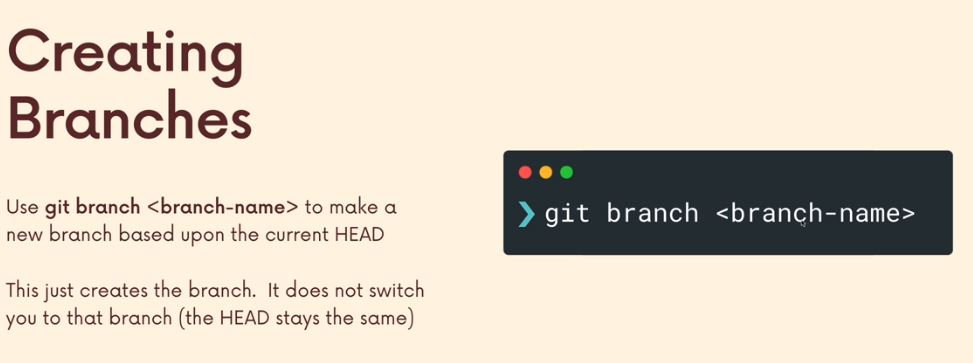 Creating
Branches
Use git branch <branch-name> to make a
new branch based upon the current HEAD
This just creates the branch. It does not switch
you to that branch (the HEAD stays the same)
❯ git branch <branch-name>